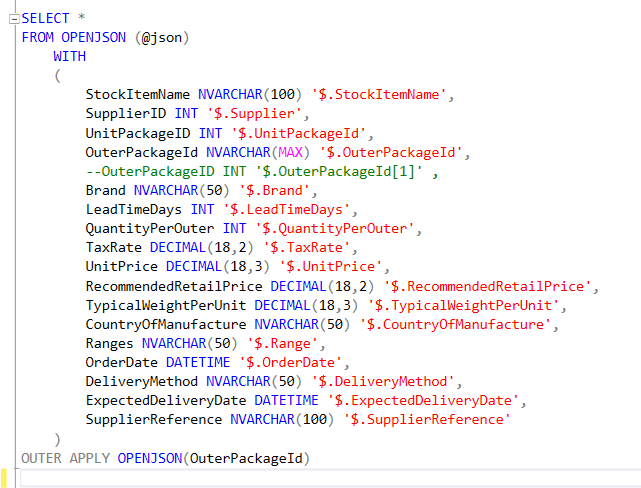 SELECT *
FROM OPENJSON (@json)
WITH
(
StockItemName NVARCHAR(100) '$.StockItemName',
SupplierID INT '$.Supplier',
UnitPackageID INT '$.UnitPackageId',
OuterPackageId NVARCHAR(MAX) '$.OuterPackageId',
--OuterPackageID INT '$.OuterPackageId[1]' ,
Brand NVARCHAR(50) '$.Brand',
LeadTimeDays INT '$.LeadTimeDays',
QuantityPerOuter INT '$.QuantityPerOuter',
TaxRate DECIMAL(18,2) '$.TaxRate',
UnitPrice DECIMAL(18,3) '$.UnitPrice',
RecommendedRetailPrice DECIMAL(18,2) '$.RecommendedRetailPrice',
TypicalWeightPerUnit DECIMAL(18,3) '$.TypicalWeightPerUnit',
CountryOfManufacture NVARCHAR(50) '$.CountryOfManufacture',
Ranges NVARCHAR(50) '$.Range',
OrderDate DATETIME '$.OrderDate',
DeliveryMethod NVARCHAR(50) '$.DeliveryMethod',
ExpectedDeliveryDate DATETIME '$.ExpectedDeliveryDate',
SupplierReference NVARCHAR(100) '$.SupplierReference'
)
OUTER APPLY OPENJSON(OuterPackageId)